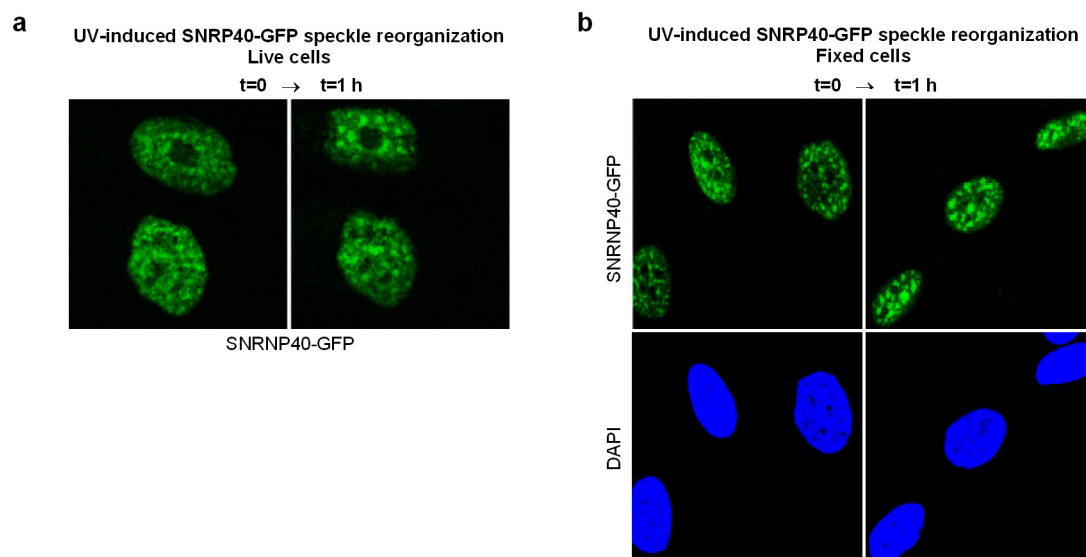 a
UV-induced SNRP40-GFP speckle reorganization
Live cells
t=0 → t=1 h
SNRNP40-GFP
b
UV-induced SNRP40-GFP speckle reorganization
Fixed cells
t=0 → t=1 h
SNRNP40-GFP
DAPI